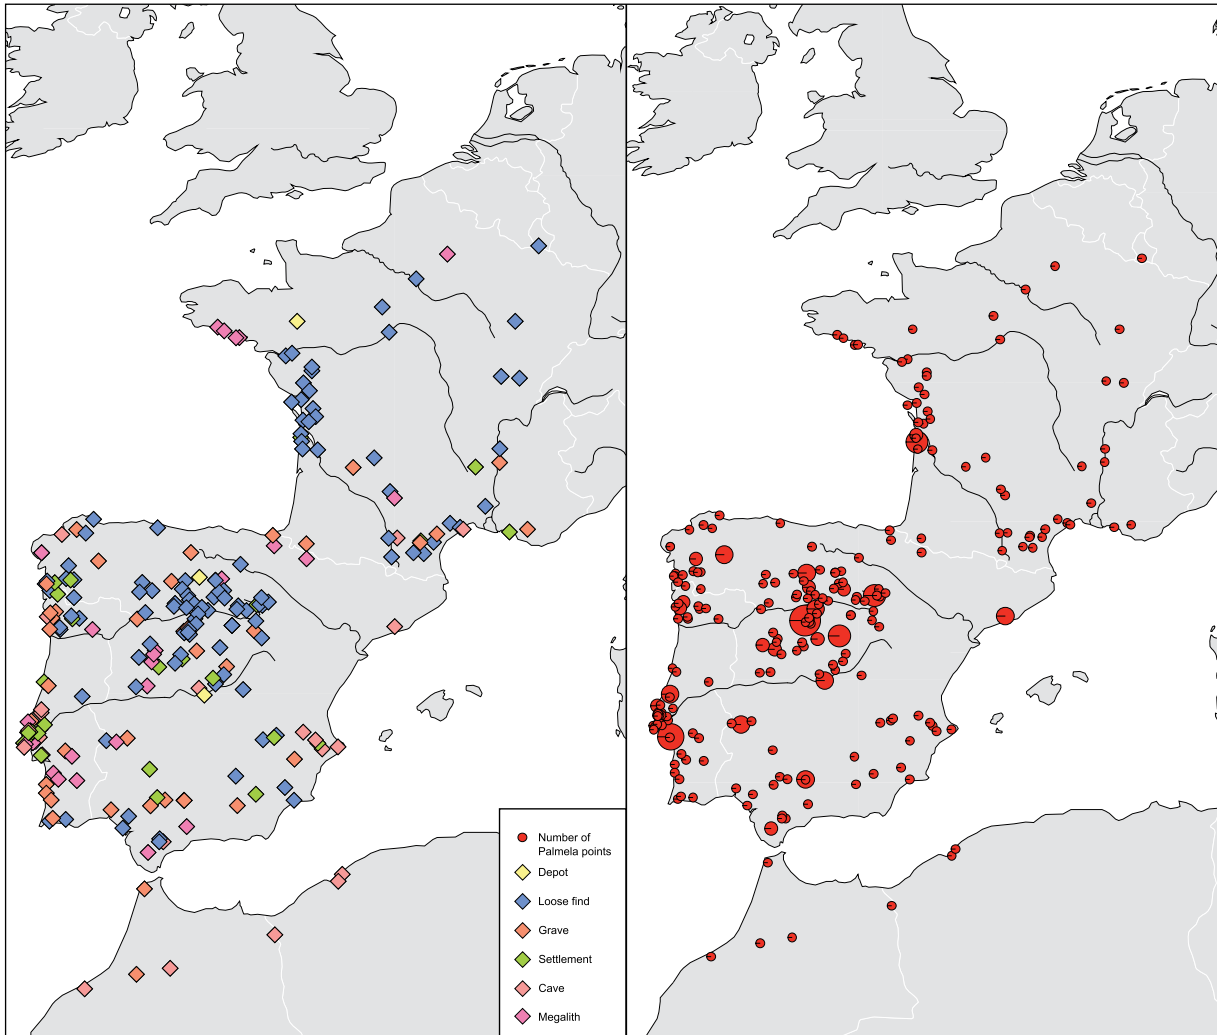 Number of
Palmela points
Depot
Loose find
Grave
Settlement
Cave
Megalith